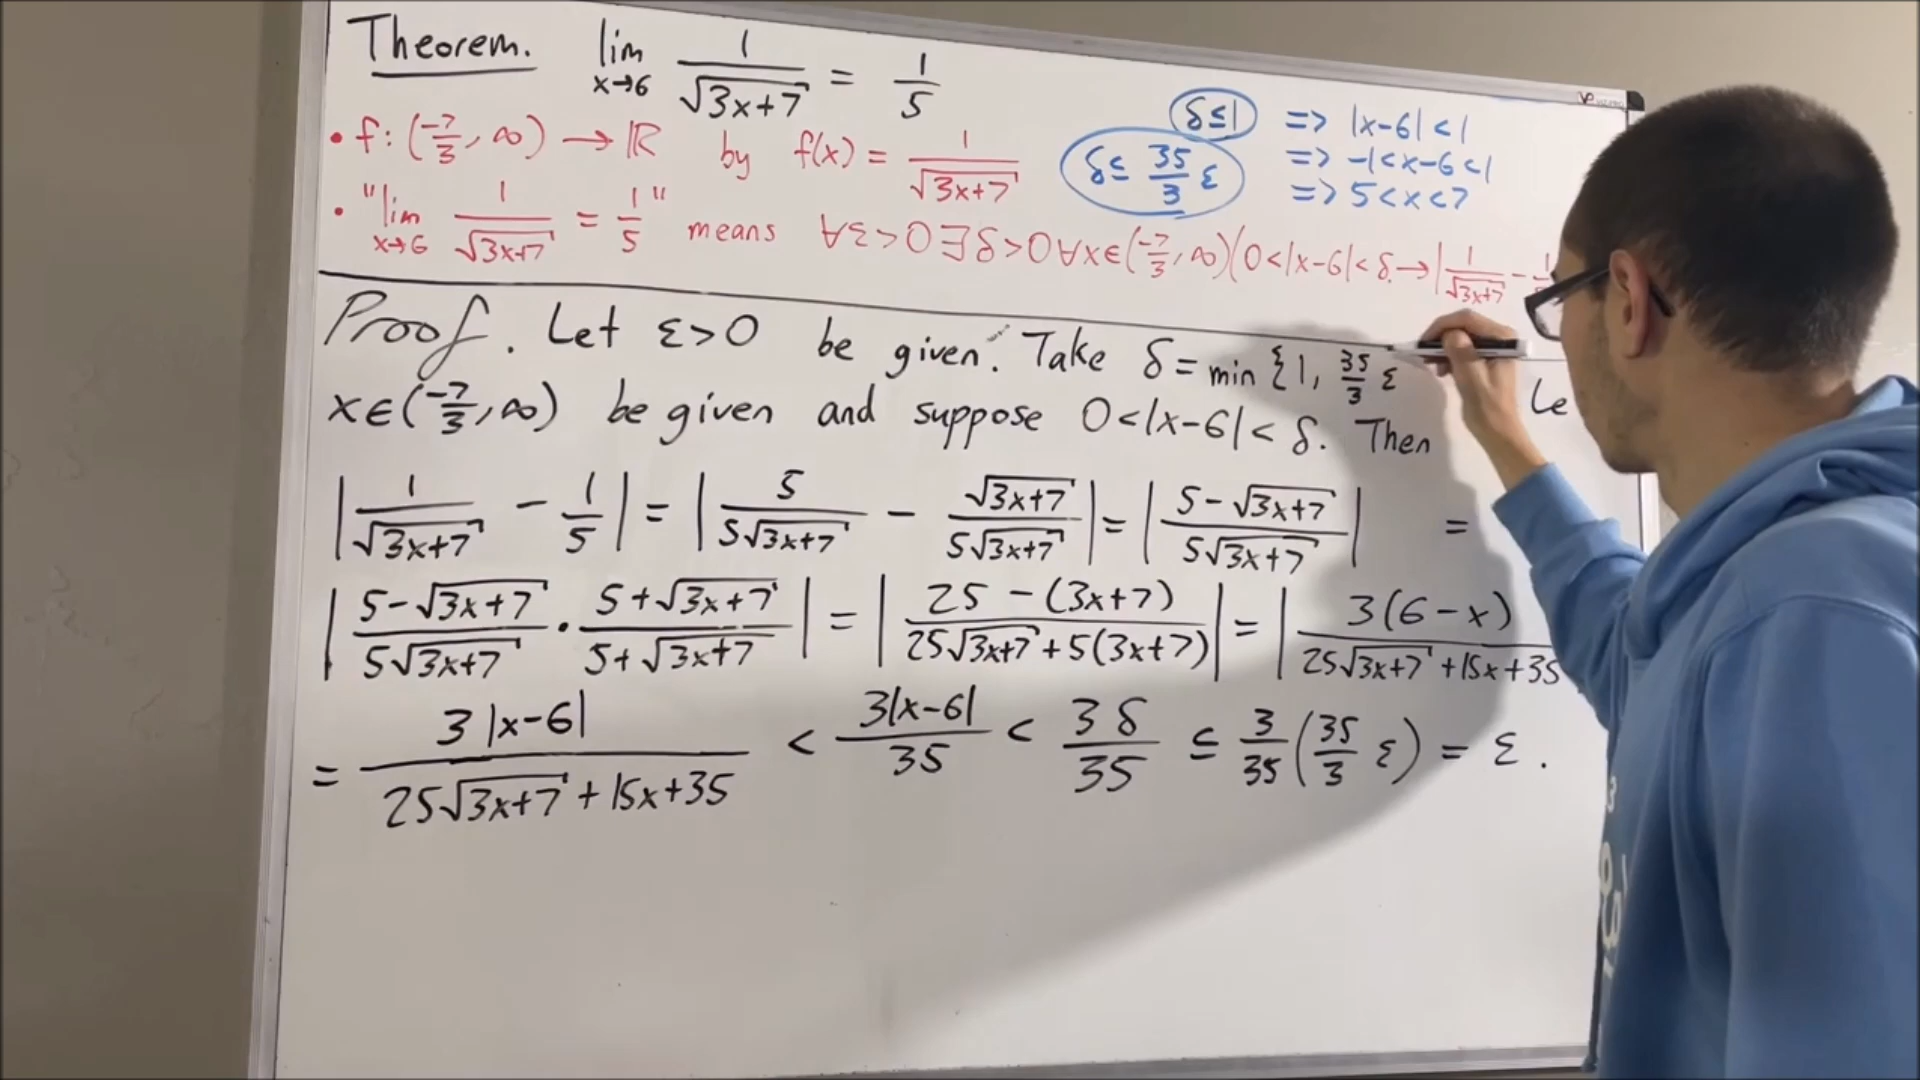 Theorem. lim x→6 1/√(3x+7) = 1/5
δ≤1 => |x-6|<1
δ≤ 35/3 ε => -1<x-6<1
=> 5<x<7
• f: (-7/3, ∞) → ℝ by f(x) = 1/√(3x+7)
• "lim x→6 1/√(3x+7) = 1/5" means ∀ε>0∃δ>0∀x∈(-7/3, ∞)(0<|x-6|<δ→|1/√(3x+7) - 1
Proof. Let ε>0 be given. Take δ = min {1, 35/3 ε Le
x∈(-7/3, ∞) be given and suppose 0<|x-6|<δ. Then
|1/√(3x+7) - 1/5| = |5/(5√(3x+7)) - √(3x+7)/(5√(3x+7))| = |(5-√(3x+7))/(5√(3x+7))| =
|(5-√(3x+7))/(5√(3x+7)) · (5+√(3x+7))/(5+√(3x+7))| = |(25-(3x+7))/(25√(3x+7)+5(3x+7))| = |3(6-x)/(25√(3x+7)+15x+35)
= 3|x-6|/(25√(3x+7)+15x+35) < 3|x-6|/35 < 3δ/35 ≤ 3/35 (35/3 ε) = ε.